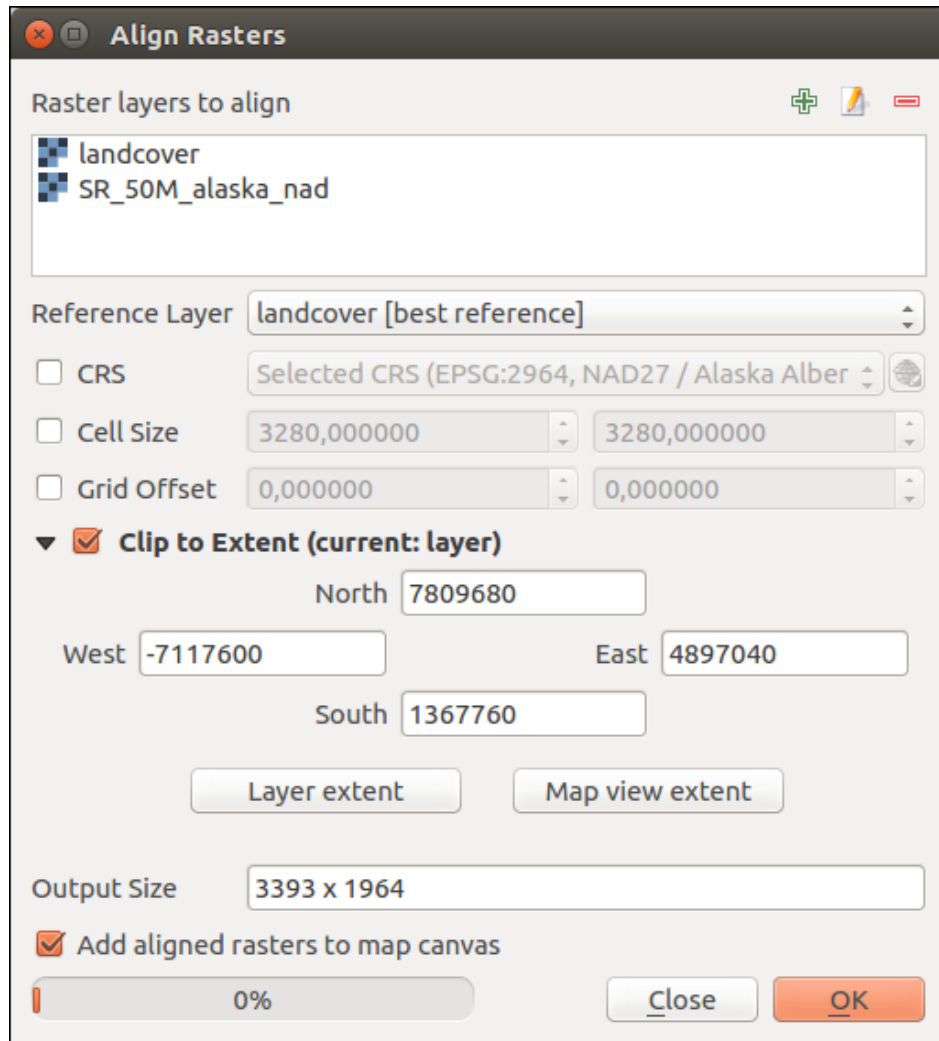 Align Rasters
Raster layers to align
landcover
SR_50M_alaska_nad
Reference Layer landcover [best reference]
CRS Selected CRS (EPSG:2964, NAD27 / Alaska Alber
Cell Size 3280,000000 3280,000000
Grid Offset 0,000000 0,000000
Clip to Extent (current: layer)
North 7809680
West -7117600 East 4897040
South 1367760
Layer extent Map view extent
Output Size 3393 x 1964
Add aligned rasters to map canvas
0% Close OK